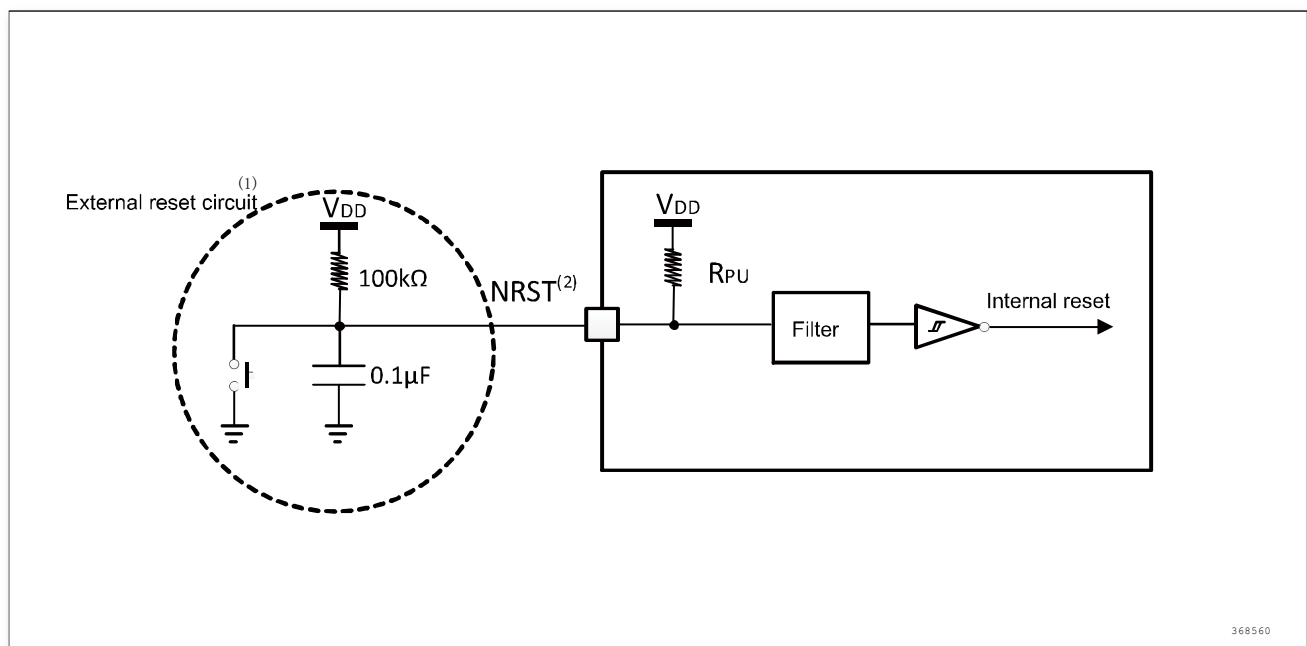 (1)
External reset circuit
VDD
100kΩ
0.1µF
NRST(2)
VDD
RPU
Filter
Internal reset
368560